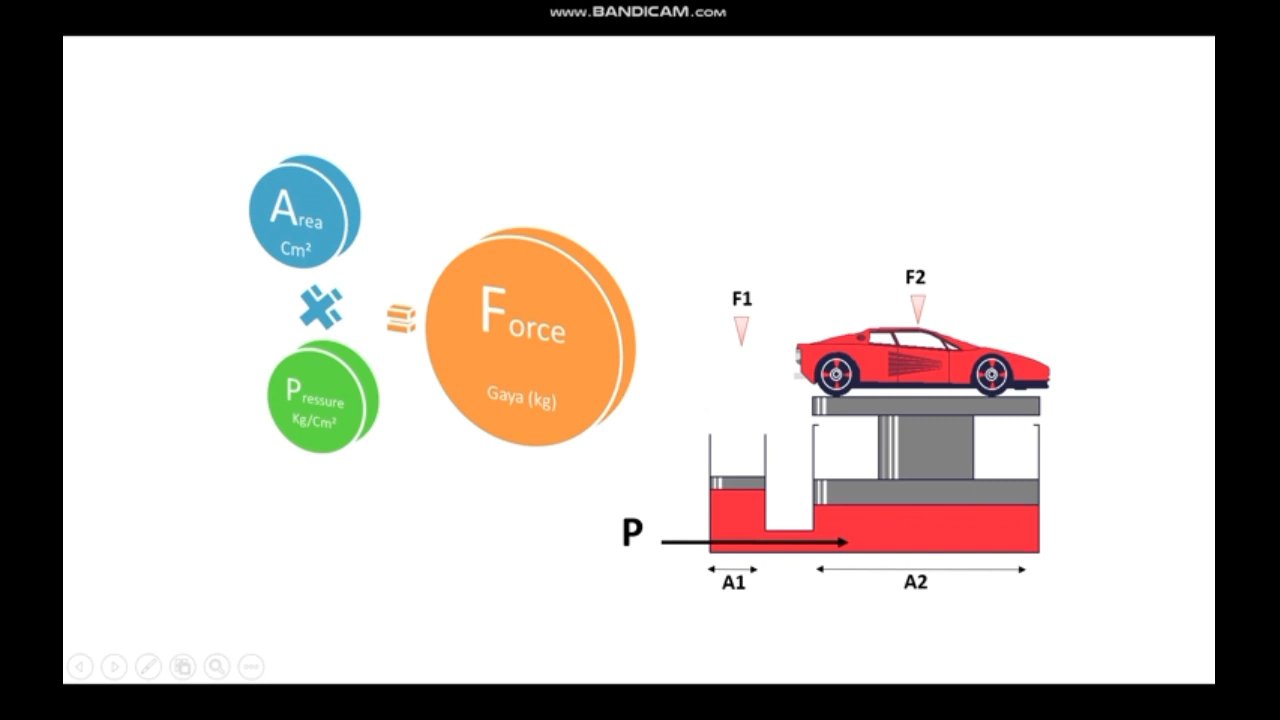 www.BANDICAM.com
Area
Cm²
Pressure
Kg/Cm²
Force
Gaya (kg)
F1
F2
P
A1
A2